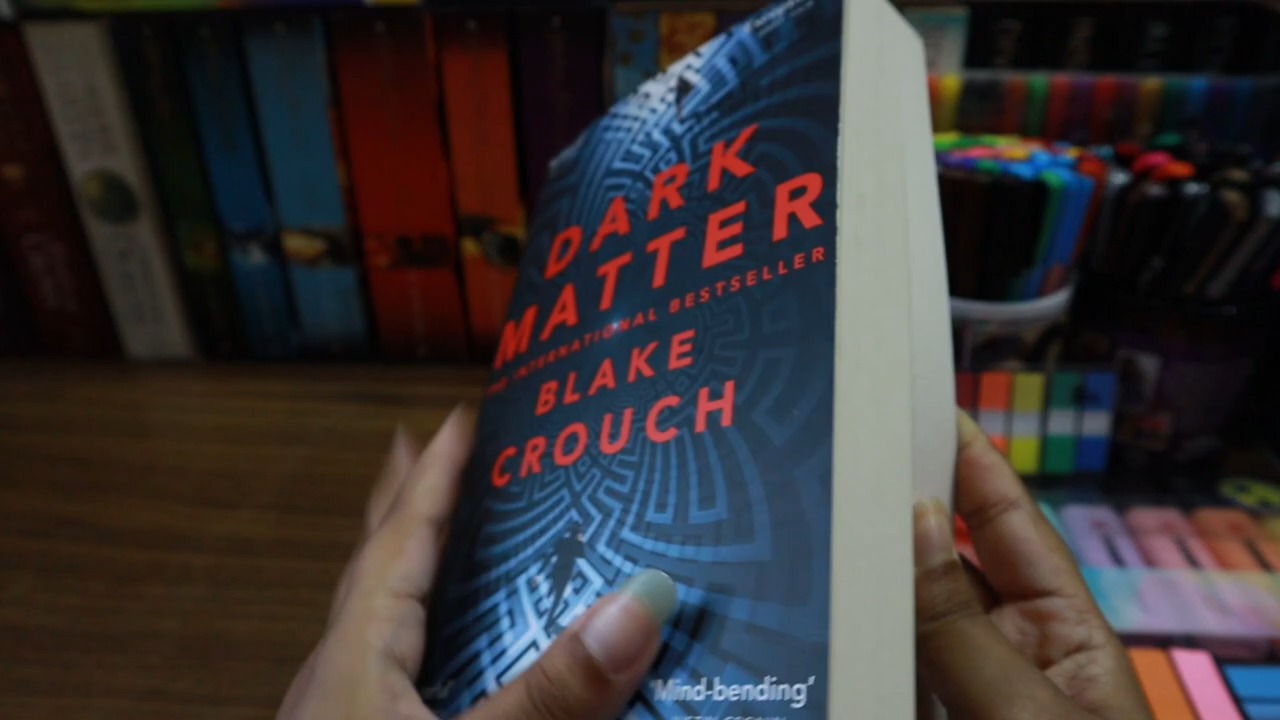 DARK
MATTER
INTERNATIONAL BESTSELLER
BLAKE
CROUCH
'Mind-bending'